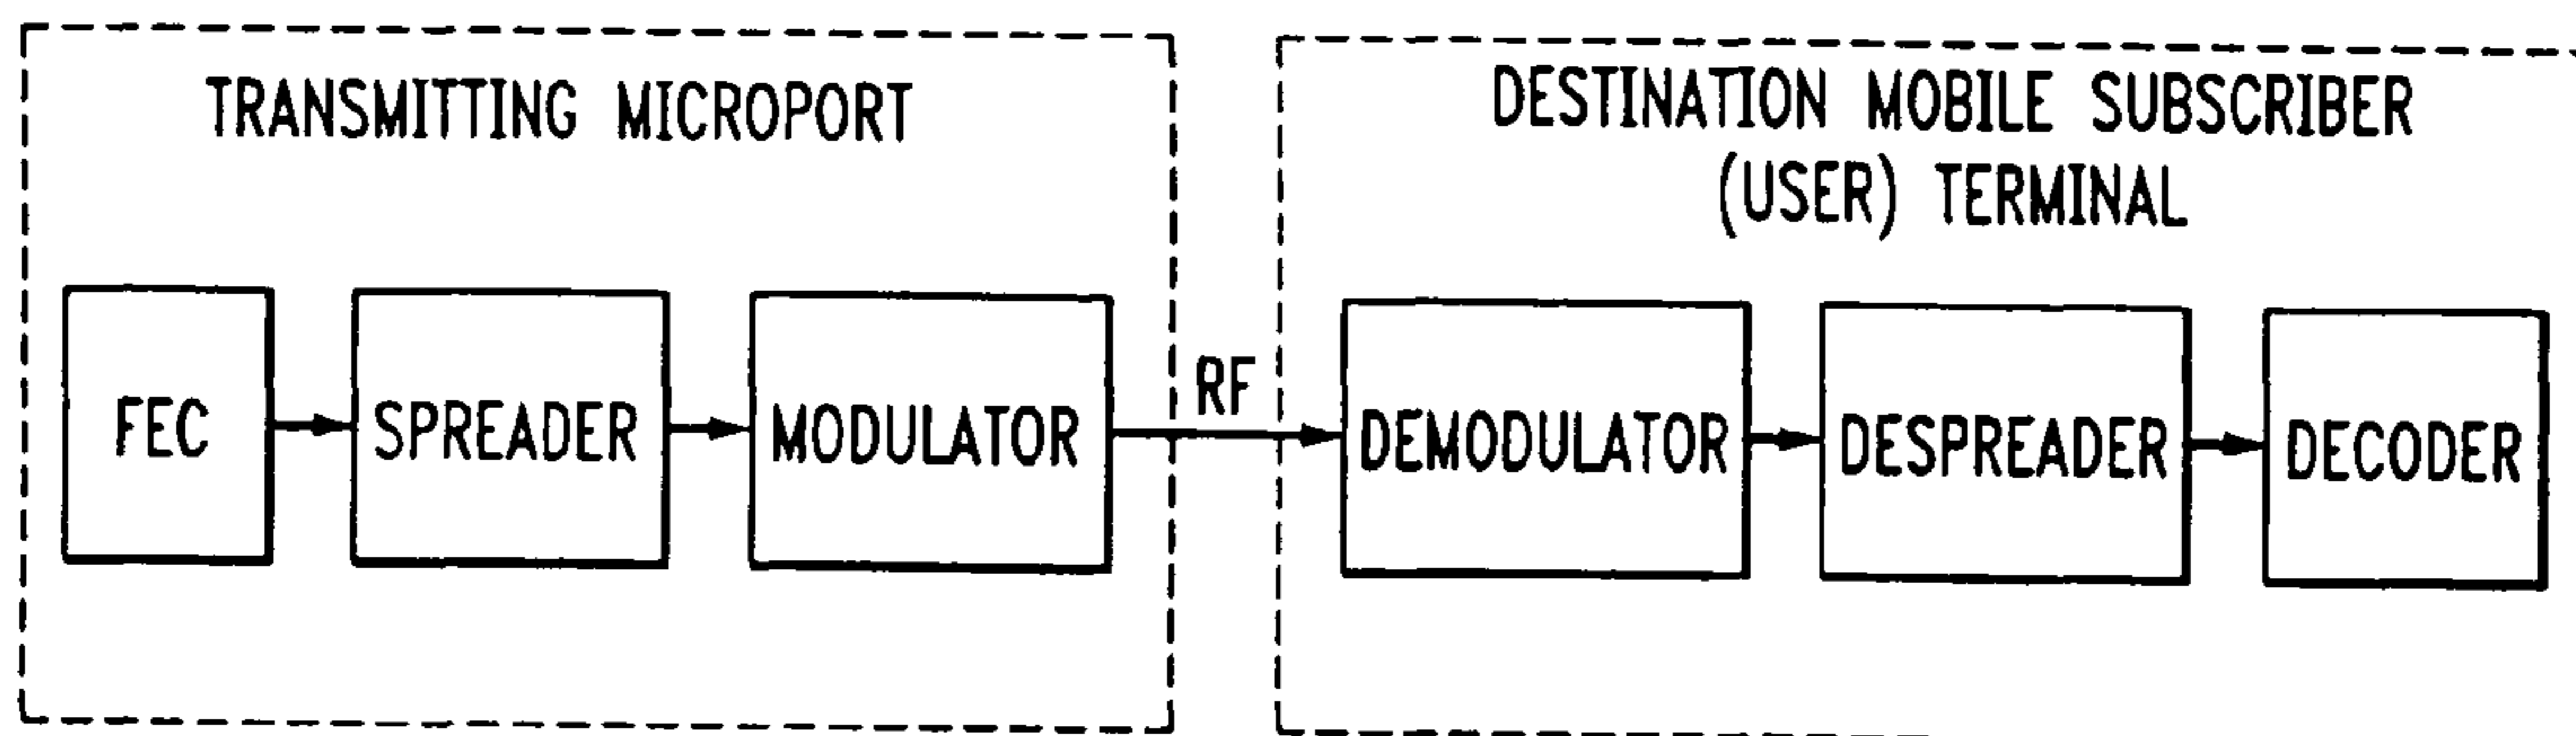 TRANSMITTING MICROPORT
DESTINATION MOBILE SUBSCRIBER
(USER) TERMINAL
FEC
SPREADER
MODULATOR
RF
DEMODULATOR
DESPREADER
DECODER